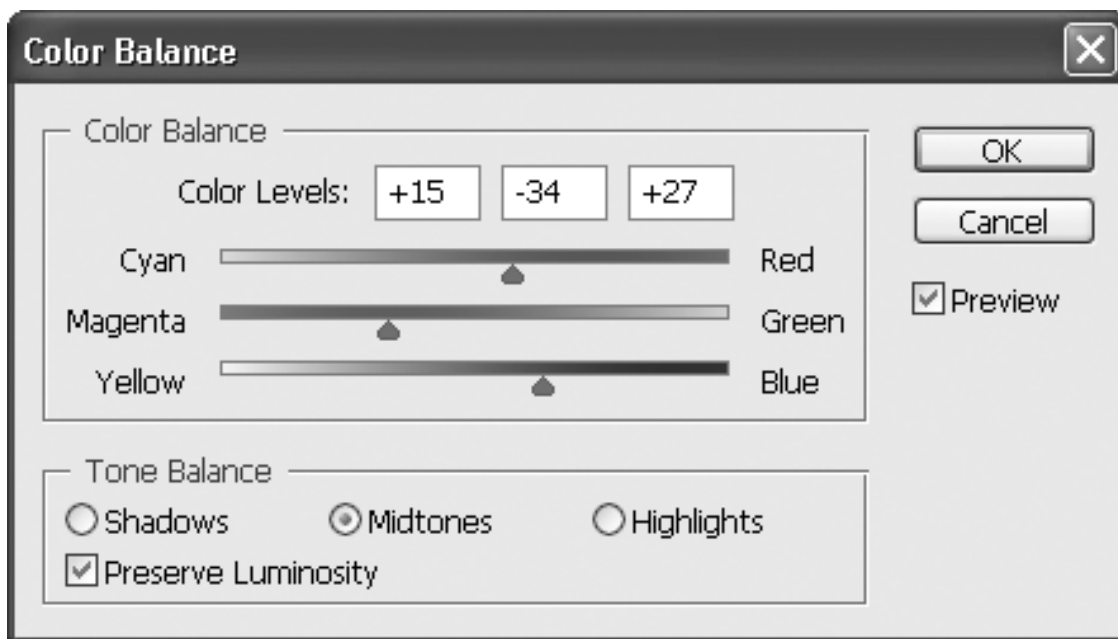 Color Balance
Color Balance
OK
Color Levels: +15 -34 +27
Cancel
Cyan Red
Preview
Magenta Green
Yellow Blue
Tone Balance
Shadows Midtones Highlights
Preserve Luminosity